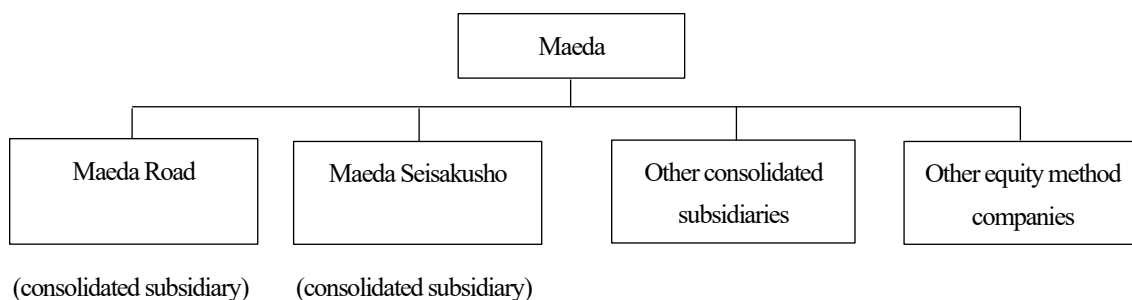 Maeda
Maeda Road
Maeda Seisakusho
Other consolidated
subsidiaries
Other equity method
companies
(consolidated subsidiary)
(consolidated subsidiary)